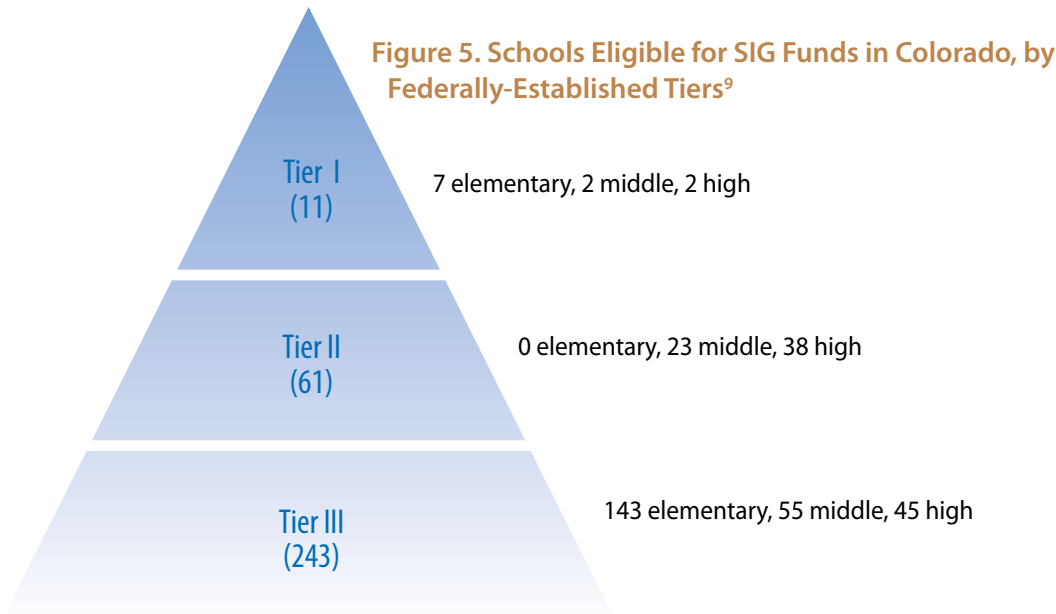 Figure 5. Schools Eligible for SIG Funds in Colorado, by
Federally-Established Tiers⁹
Tier I
(11)
7 elementary, 2 middle, 2 high
Tier II
(61)
0 elementary, 23 middle, 38 high
Tier III
(243)
143 elementary, 55 middle, 45 high